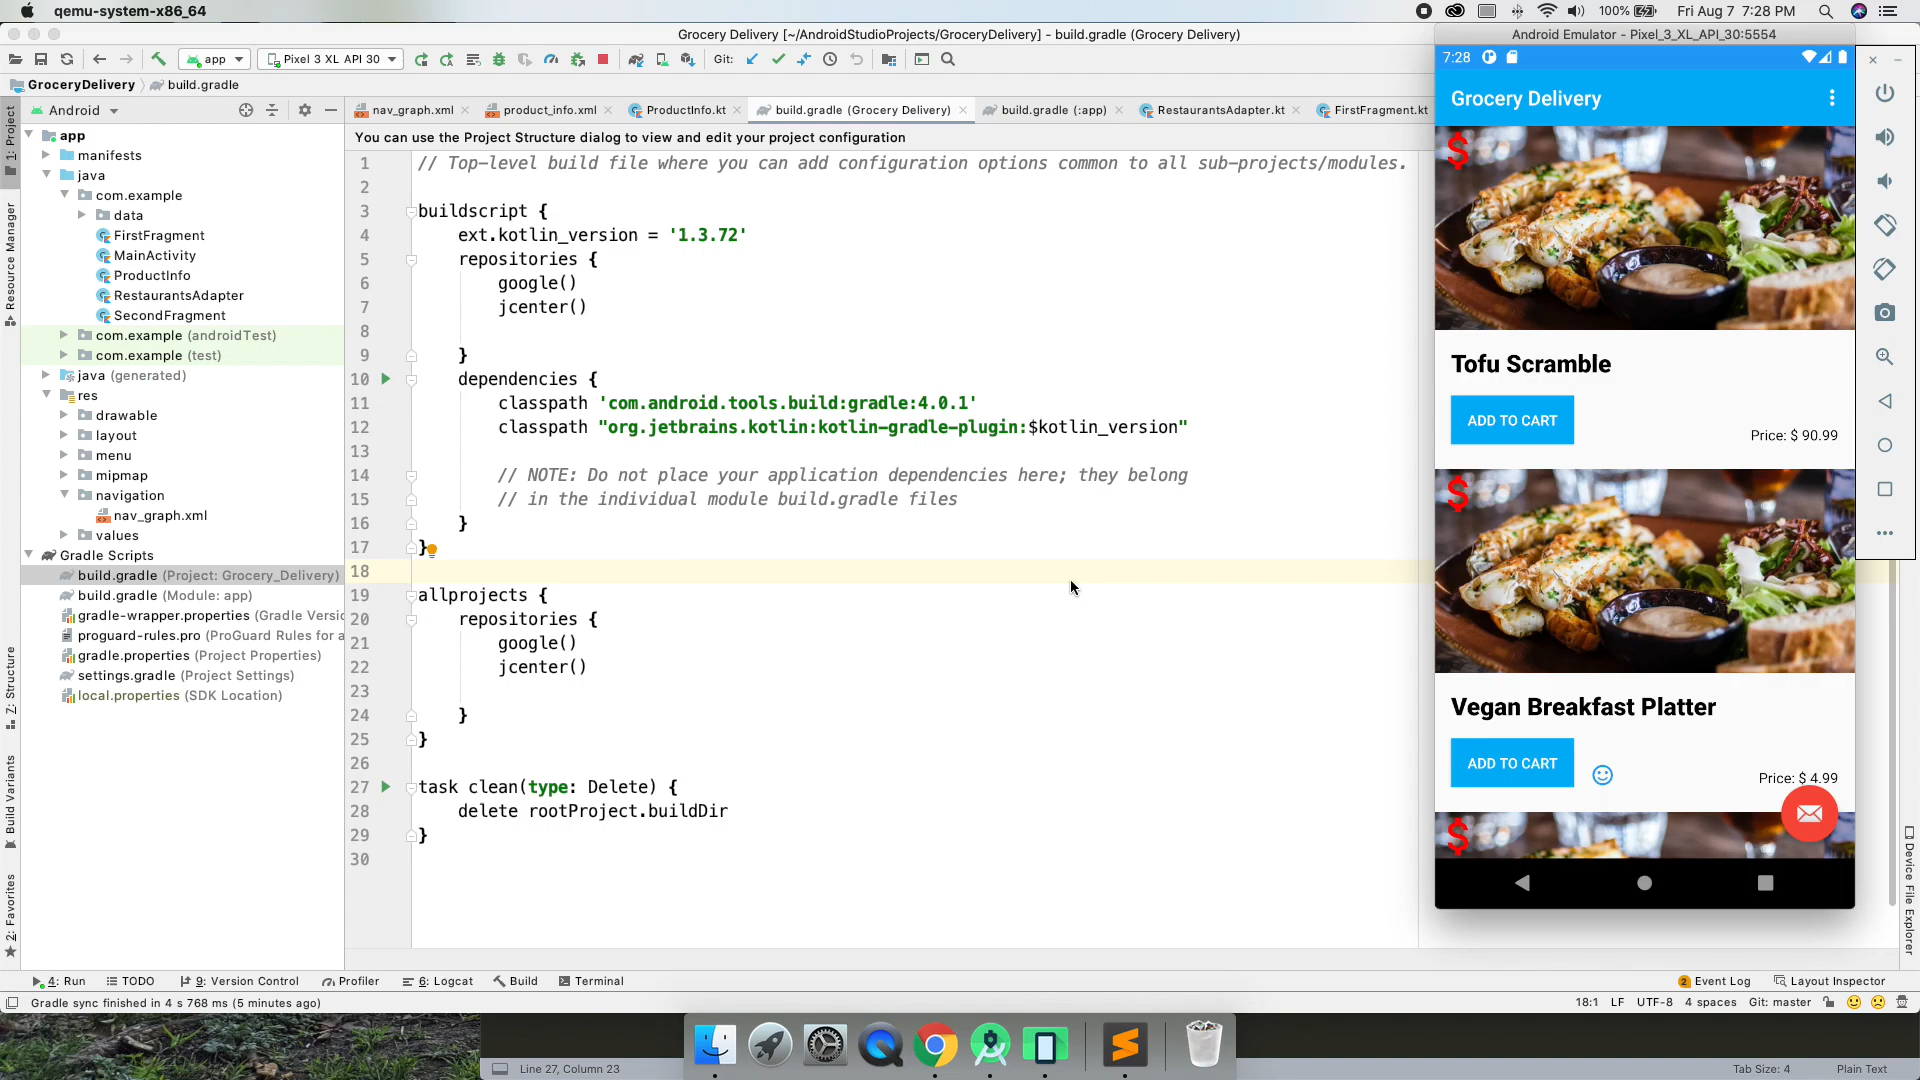 qemu-system-x86_64
100%
Fri Aug 7 7:28 PM
Grocery Delivery [~/AndroidStudioProjects/GroceryDelivery] - build.gradle (Grocery Delivery)
app
Pixel 3 XL API 30
Git:
GroceryDelivery
build.gradle
Android
nav_graph.xml
product_info.xml
ProductInfo.kt
build.gradle (Grocery Delivery)
build.gradle (:app)
RestaurantsAdapter.kt
FirstFragment.kt
You can use the Project Structure dialog to view and edit your project configuration
1: Project
Resource Manager
Z: Structure
Build Variants
2: Favorites
app
manifests
java
com.example
data
FirstFragment
MainActivity
ProductInfo
RestaurantsAdapter
SecondFragment
com.example (androidTest)
com.example (test)
java (generated)
res
drawable
layout
menu
mipmap
navigation
nav_graph.xml
values
Gradle Scripts
build.gradle (Project: Grocery_Delivery)
build.gradle (Module: app)
gradle-wrapper.properties (Gradle Versio
proguard-rules.pro (ProGuard Rules for a
gradle.properties (Project Properties)
settings.gradle (Project Settings)
local.properties (SDK Location)
1 // Top-level build file where you can add configuration options common to all sub-projects/modules.
2
3 buildscript {
4 ext.kotlin_version = '1.3.72'
5 repositories {
6 google()
7 jcenter()
8
9 }
10 dependencies {
11 classpath 'com.android.tools.build:gradle:4.0.1'
12 classpath "org.jetbrains.kotlin:kotlin-gradle-plugin:$kotlin_version"
13
14 // NOTE: Do not place your application dependencies here; they belong
15 // in the individual module build.gradle files
16 }
17 }
18
19 allprojects {
20 repositories {
21 google()
22 jcenter()
23
24 }
25 }
26
27 task clean(type: Delete) {
28 delete rootProject.buildDir
29 }
30
Android Emulator - Pixel_3_XL_API_30:5554
7:28
Grocery Delivery
$
Tofu Scramble
ADD TO CART
Price: $ 90.99
$
Vegan Breakfast Platter
ADD TO CART
Price: $ 4.99
$
Device File Explorer
4: Run
TODO
9: Version Control
Profiler
6: Logcat
Build
Terminal
2 Event Log
Layout Inspector
Gradle sync finished in 4 s 768 ms (5 minutes ago)
18:1
LF
UTF-8
4 spaces
Git: master
Line 27, Column 23
Tab Size: 4
Plain Text